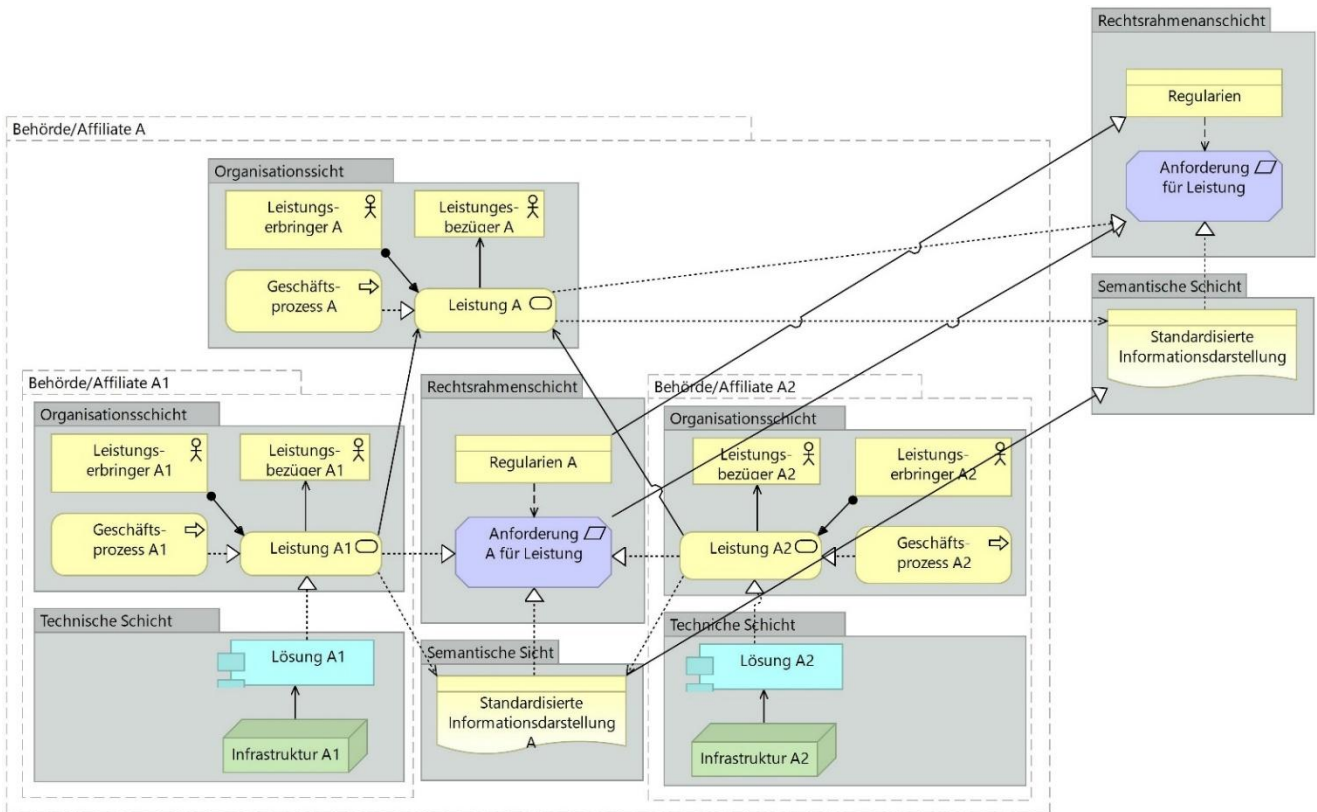 Rechtsrahmenanschicht
Regularien
Anforderung
für Leistung
Semantische Schicht
Standardisierte
Informationsdarstellung
Behörde/Affiliate A
Organisationssicht
Leistungs-
erbringer A
Leistunges-
bezüger A
Geschäfts-
prozess A
Leistung A
Behörde/Affiliate A1
Organisationsschicht
Leistungs-
erbringer A1
Leistungs-
bezüger A1
Geschäfts-
prozess A1
Leistung A1
Technische Schicht
Lösung A1
Infrastruktur A1
Rechtsrahmenschicht
Regularien A
Anforderung
A für Leistung
Semantische Sicht
Standardisierte
Informationsdarstellung
A
Behörde/Affiliate A2
Organisationsschicht
Leistungs-
bezüger A2
Leistungs-
erbringer A2
Leistung A2
Geschäfts-
prozess A2
Techniche Schicht
Lösung A2
Infrastruktur A2